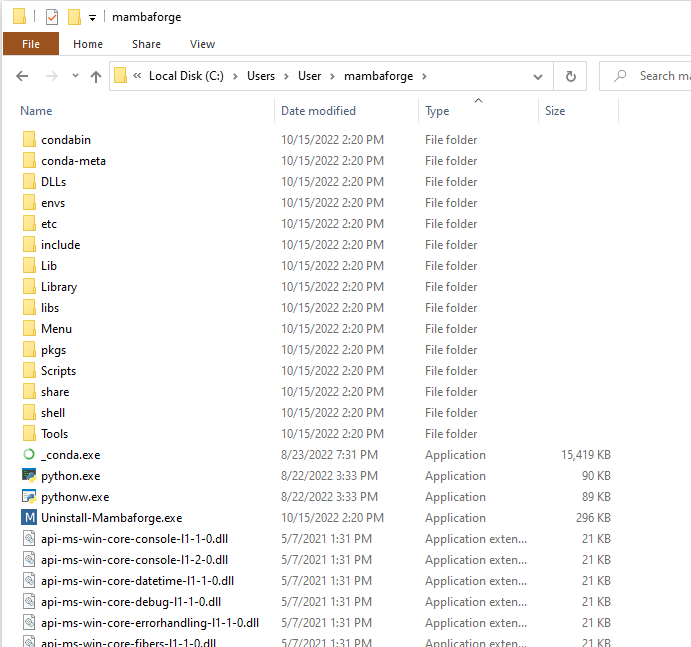 mambaforge
File Home Share View
« Local Disk (C:) › Users › User › mambaforge › Search ma
Name Date modified Type Size
condabin 10/15/2022 2:20 PM File folder
conda-meta 10/15/2022 2:20 PM File folder
DLLs 10/15/2022 2:20 PM File folder
envs 10/15/2022 2:20 PM File folder
etc 10/15/2022 2:20 PM File folder
include 10/15/2022 2:20 PM File folder
Lib 10/15/2022 2:20 PM File folder
Library 10/15/2022 2:20 PM File folder
libs 10/15/2022 2:20 PM File folder
Menu 10/15/2022 2:20 PM File folder
pkgs 10/15/2022 2:20 PM File folder
Scripts 10/15/2022 2:20 PM File folder
share 10/15/2022 2:20 PM File folder
shell 10/15/2022 2:20 PM File folder
Tools 10/15/2022 2:20 PM File folder
_conda.exe 8/23/2022 7:31 PM Application 15,419 KB
python.exe 8/22/2022 3:33 PM Application 90 KB
pythonw.exe 8/22/2022 3:33 PM Application 89 KB
M Uninstall-Mambaforge.exe 10/15/2022 2:20 PM Application 296 KB
api-ms-win-core-console-l1-1-0.dll 5/7/2021 1:31 PM Application exten... 21 KB
api-ms-win-core-console-l1-2-0.dll 5/7/2021 1:31 PM Application exten... 21 KB
api-ms-win-core-datetime-l1-1-0.dll 5/7/2021 1:31 PM Application exten... 21 KB
api-ms-win-core-debug-l1-1-0.dll 5/7/2021 1:31 PM Application exten... 21 KB
api-ms-win-core-errorhandling-l1-1-0.dll 5/7/2021 1:31 PM Application exten... 21 KB
api-ms-win-core-fibers-l1-1-0.dll 5/7/2021 1:31 PM Application exten... 21 KB